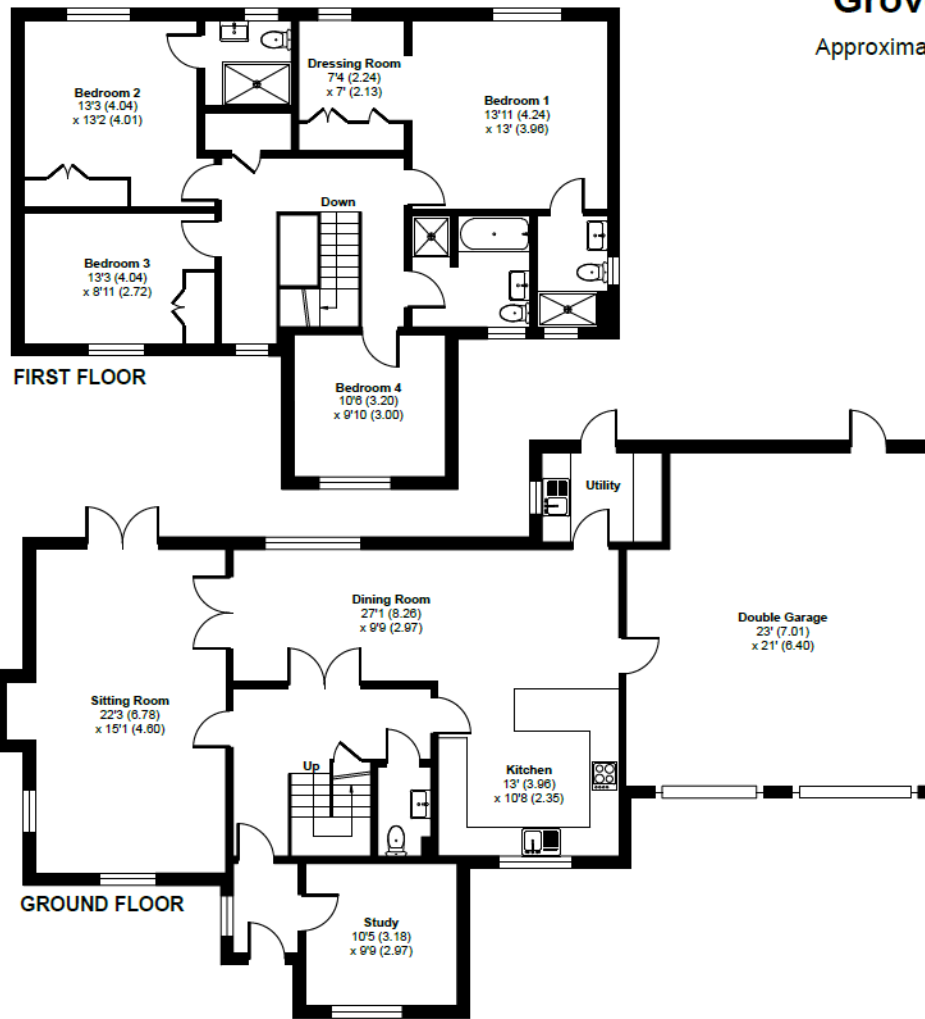 Grov
Approxima
Bedroom 2
13'3 (4.04)
x 13'2 (4.01)
Dressing Room
7'4 (2.24)
x 7' (2.13)
Bedroom 1
13'11 (4.24)
x 13' (3.96)
Down
Bedroom 3
13'3 (4.04)
x 8'11 (2.72)
FIRST FLOOR
Bedroom 4
10'6 (3.20)
x 9'10 (3.00)
Utility
Dining Room
27'1 (8.26)
x 9'9 (2.97)
Double Garage
23' (7.01)
x 21' (6.40)
Sitting Room
22'3 (6.78)
x 15'1 (4.60)
Up
Kitchen
13' (3.96)
x 10'8 (2.35)
GROUND FLOOR
Study
10'5 (3.18)
x 9'9 (2.97)